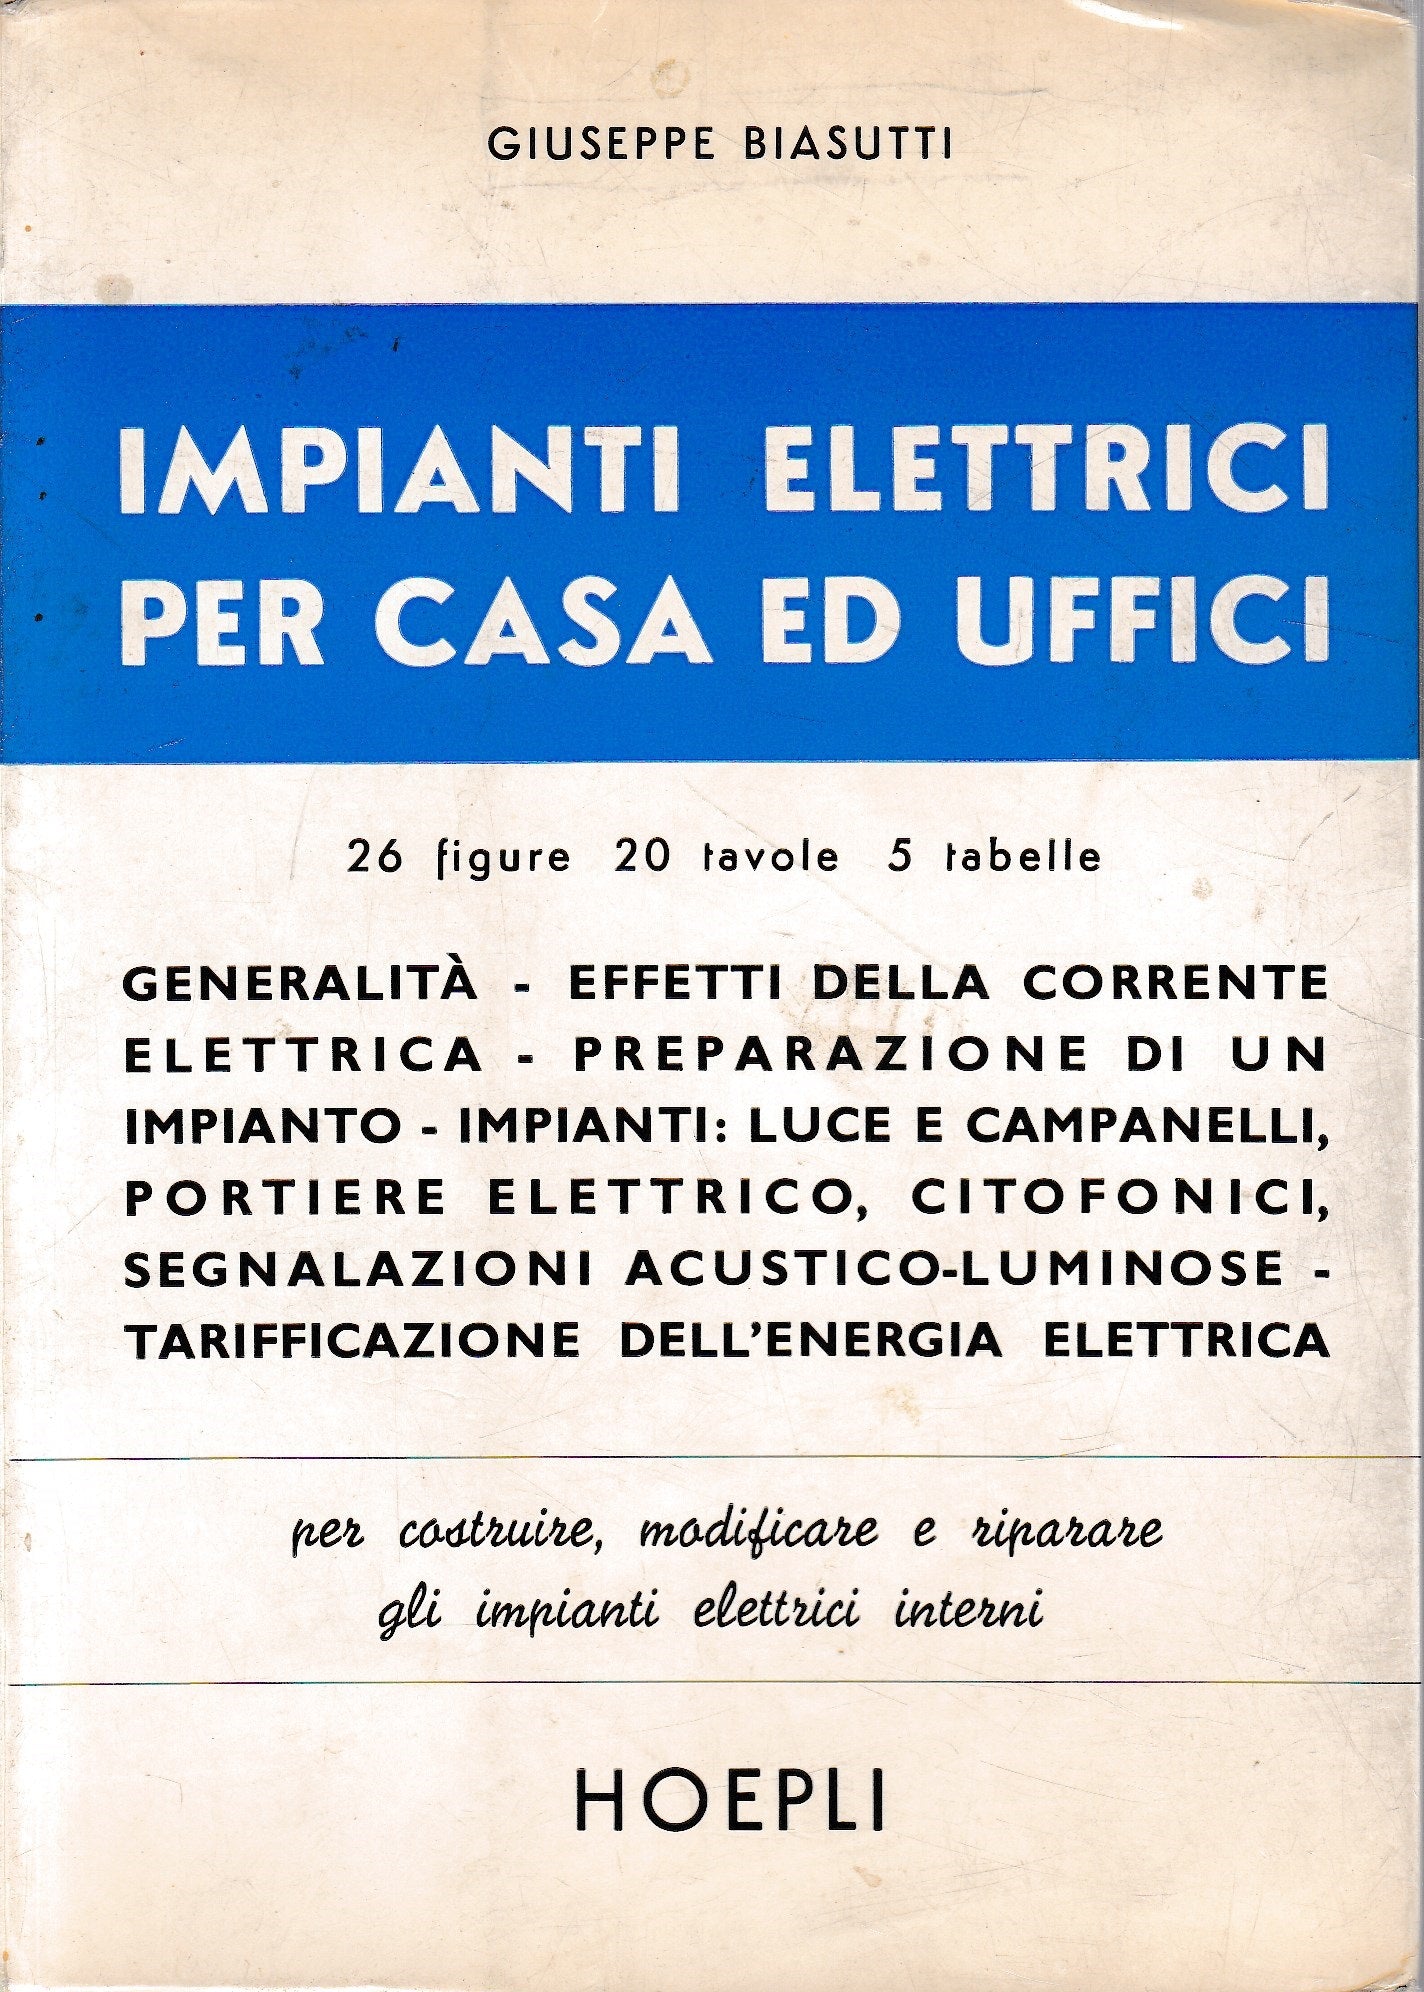 GIUSEPPE BIASUTTI
IMPIANTI ELETTRICI
PER CASA ED UFFICI
26 figure 20 tavole 5 tabelle
GENERALITÀ - EFFETTI DELLA CORRENTE
ELETTRICA - PREPARAZIONE DI UN
IMPIANTO - IMPIANTI: LUCE E CAMPANELLI,
PORTIERE ELETTRICO, CITOFONICI,
SEGNALAZIONI ACUSTICO-LUMINOSE -
TARIFFICAZIONE DELL'ENERGIA ELETTRICA
per costruire, modificare e riparare
gli impianti elettrici interni
HOEPLI